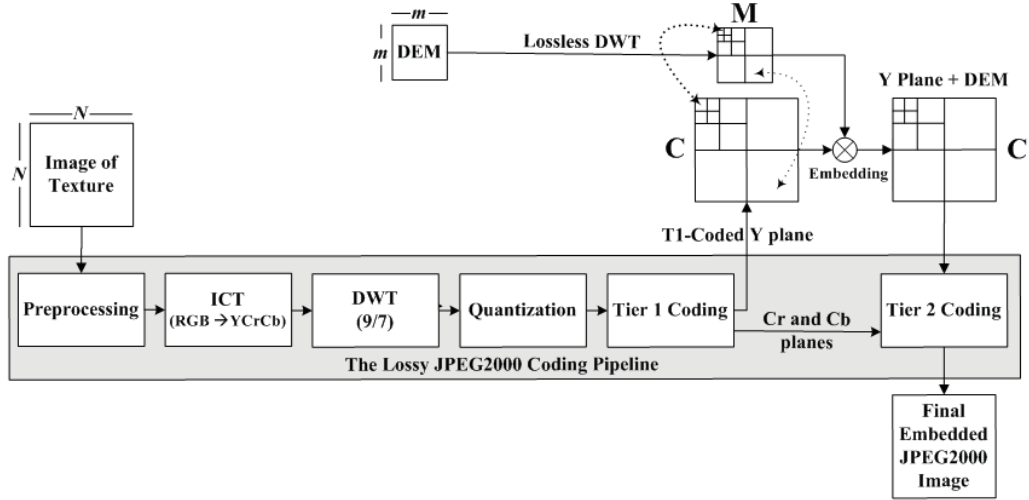 m
M
m
DEM
Lossless DWT
Y Plane + DEM
N
N
Image of
Texture
C
Embedding
C
T1-Coded Y plane
Preprocessing
ICT
(RGB → YCrCb)
DWT
(9/7)
Quantization
Tier 1 Coding
Cr and Cb
planes
Tier 2 Coding
The Lossy JPEG2000 Coding Pipeline
Final
Embedded
JPEG2000
Image